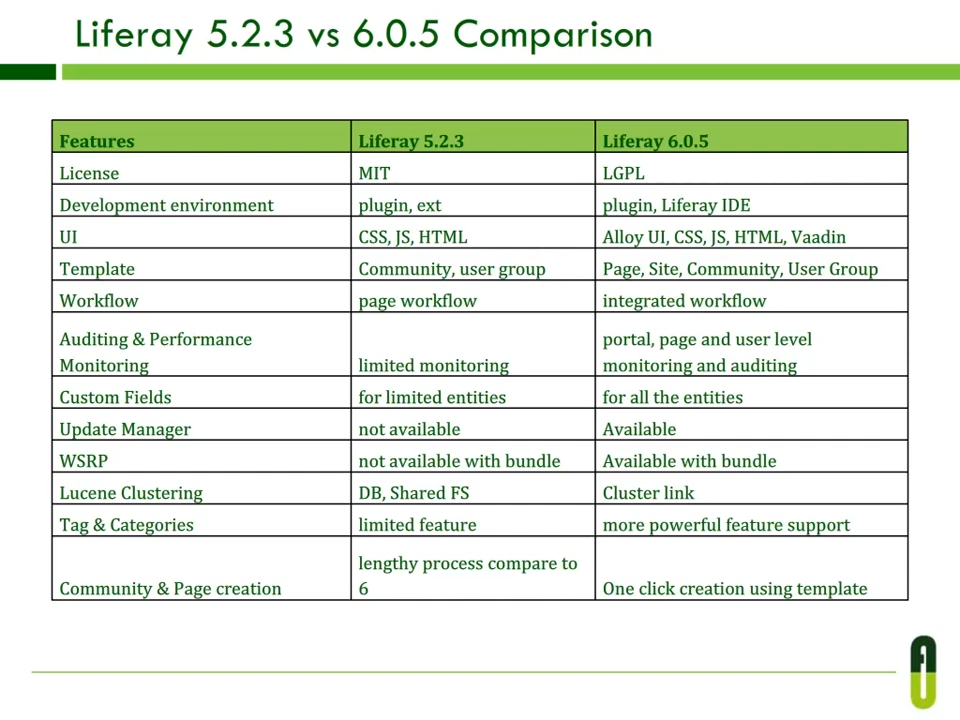 Liferay 5.2.3 vs 6.0.5 Comparison
Features Liferay 5.2.3 Liferay 6.0.5
License MIT LGPL
Development environment plugin, ext plugin, Liferay IDE
UI CSS, JS, HTML Alloy UI, CSS, JS, HTML, Vaadin
Template Community, user group Page, Site, Community, User Group
Workflow page workflow integrated workflow
Auditing & Performance portal, page and user level
Monitoring limited monitoring monitoring and auditing
Custom Fields for limited entities for all the entities
Update Manager not available Available
WSRP not available with bundle Available with bundle
Lucene Clustering DB, Shared FS Cluster link
Tag & Categories limited feature more powerful feature support
lengthy process compare to
Community & Page creation 6 One click creation using template